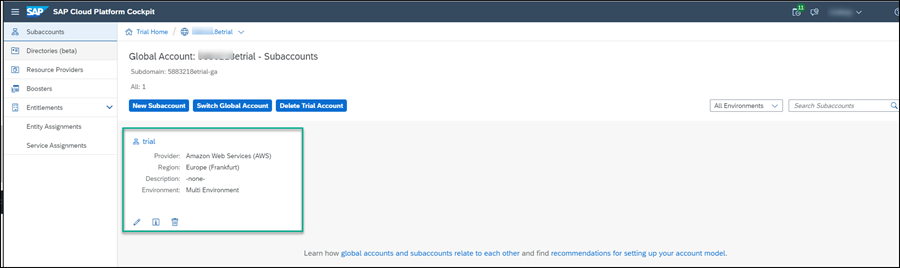 SAP
SAP Cloud Platform Cockpit
11
Subaccounts
Directories (beta)
Resource Providers
Boosters
Entitlements
Entity Assignments
Service Assignments
Trial Home / 8etrial
Global Account: 8etrial - Subaccounts
Subdomain: 5883218etrial-ga
All: 1
New Subaccount
Switch Global Account
Delete Trial Account
All Environments
Search Subaccounts
trial
Provider: Amazon Web Services (AWS)
Region: Europe (Frankfurt)
Description: -none-
Environment: Multi Environment
Learn how global accounts and subaccounts relate to each other and find recommendations for setting up your account model.